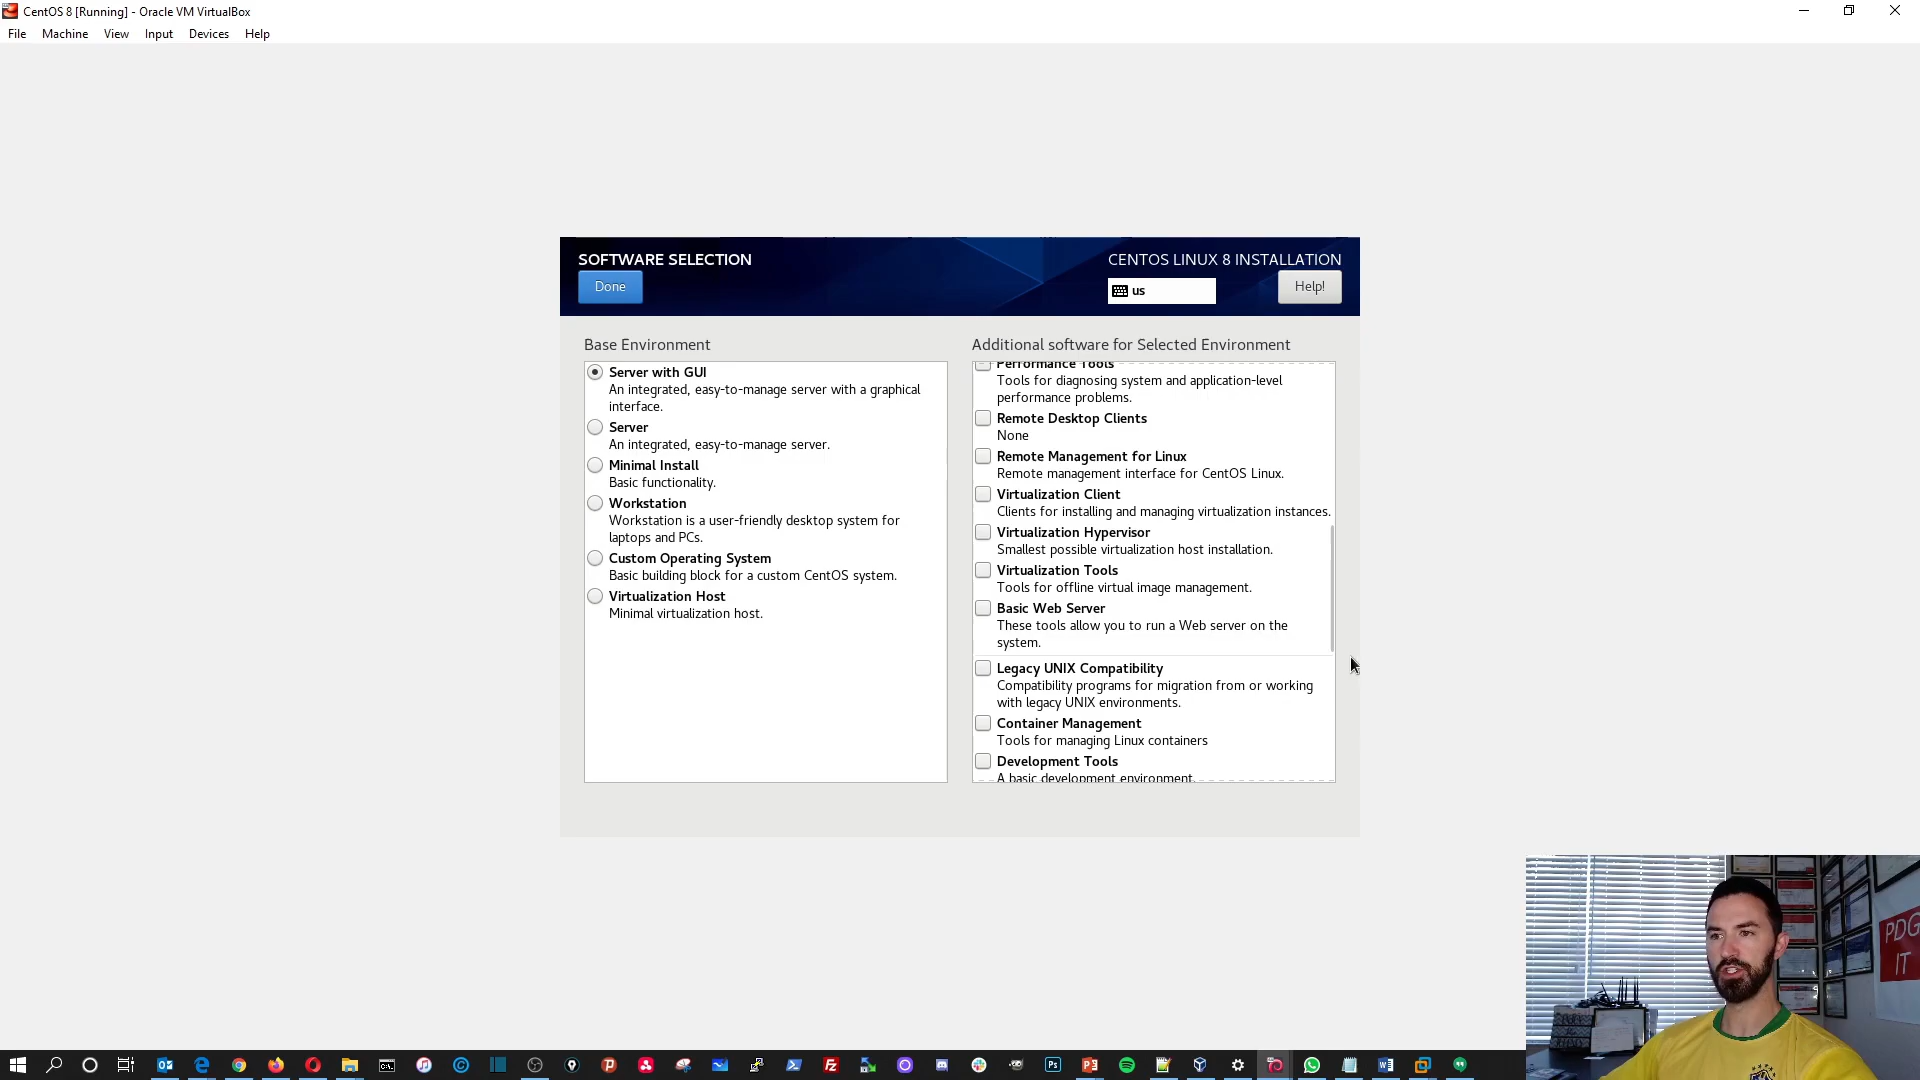 CentOS 8 [Running] - Oracle VM VirtualBox
File Machine View Input Devices Help
SOFTWARE SELECTION
CENTOS LINUX 8 INSTALLATION
Done
us
Help!
Base Environment
Server with GUI
An integrated, easy-to-manage server with a graphical
interface.
Server
An integrated, easy-to-manage server.
Minimal Install
Basic functionality.
Workstation
Workstation is a user-friendly desktop system for
laptops and PCs.
Custom Operating System
Basic building block for a custom CentOS system.
Virtualization Host
Minimal virtualization host.
Additional software for Selected Environment
Performance Tools
Tools for diagnosing system and application-level
performance problems.
Remote Desktop Clients
None
Remote Management for Linux
Remote management interface for CentOS Linux.
Virtualization Client
Clients for installing and managing virtualization instances.
Virtualization Hypervisor
Smallest possible virtualization host installation.
Virtualization Tools
Tools for offline virtual image management.
Basic Web Server
These tools allow you to run a Web server on the
system.
Legacy UNIX Compatibility
Compatibility programs for migration from or working
with legacy UNIX environments.
Container Management
Tools for managing Linux containers
Development Tools
A basic development environment.
PDG
IT